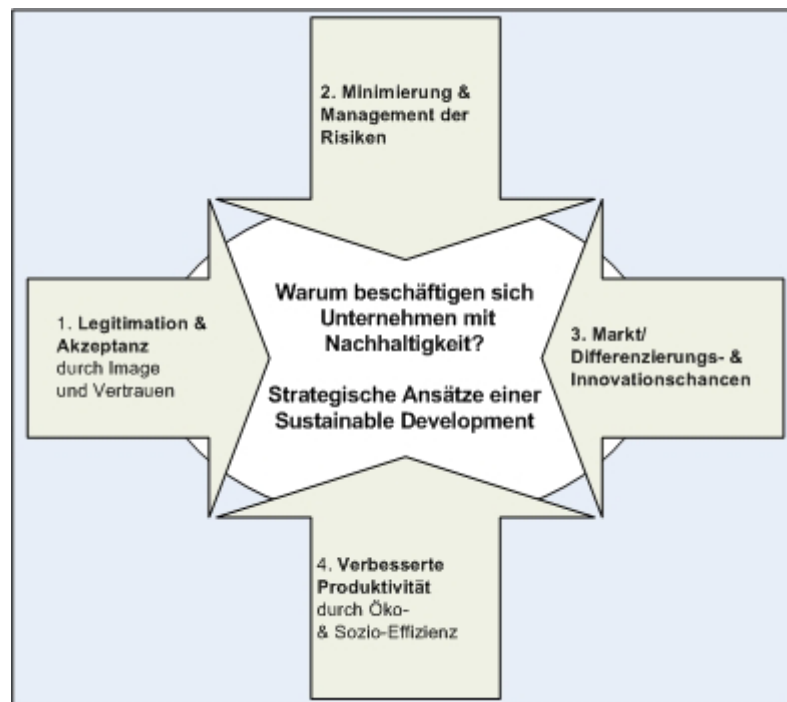 2. Minimierung &
Management der
Risiken
Warum beschäftigen sich
Unternehmen mit
Nachhaltigkeit?
Strategische Ansätze einer
Sustainable Development
1. Legitimation &
Akzeptanz
durch Image
und Vertrauen
3. Markt/
Differenzierungs- &
Innovationschancen
4. Verbesserte
Produktivität
durch Öko-
& Sozio-Effizienz